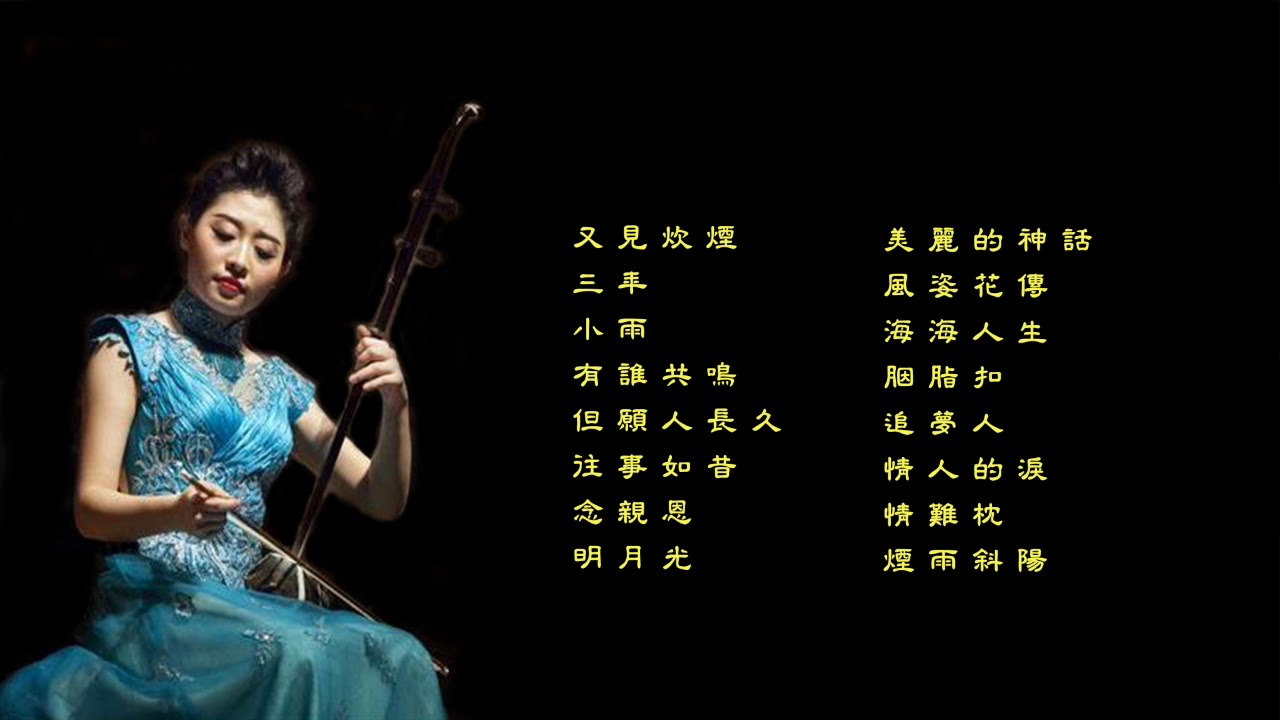 又見炊煙
三年
小雨
有誰共鳴
但願人長久
往事如昔
念親恩
明月光
美麗的神話
風姿花傳
海海人生
胭脂扣
追夢人
情人的淚
情難枕
煙雨斜陽